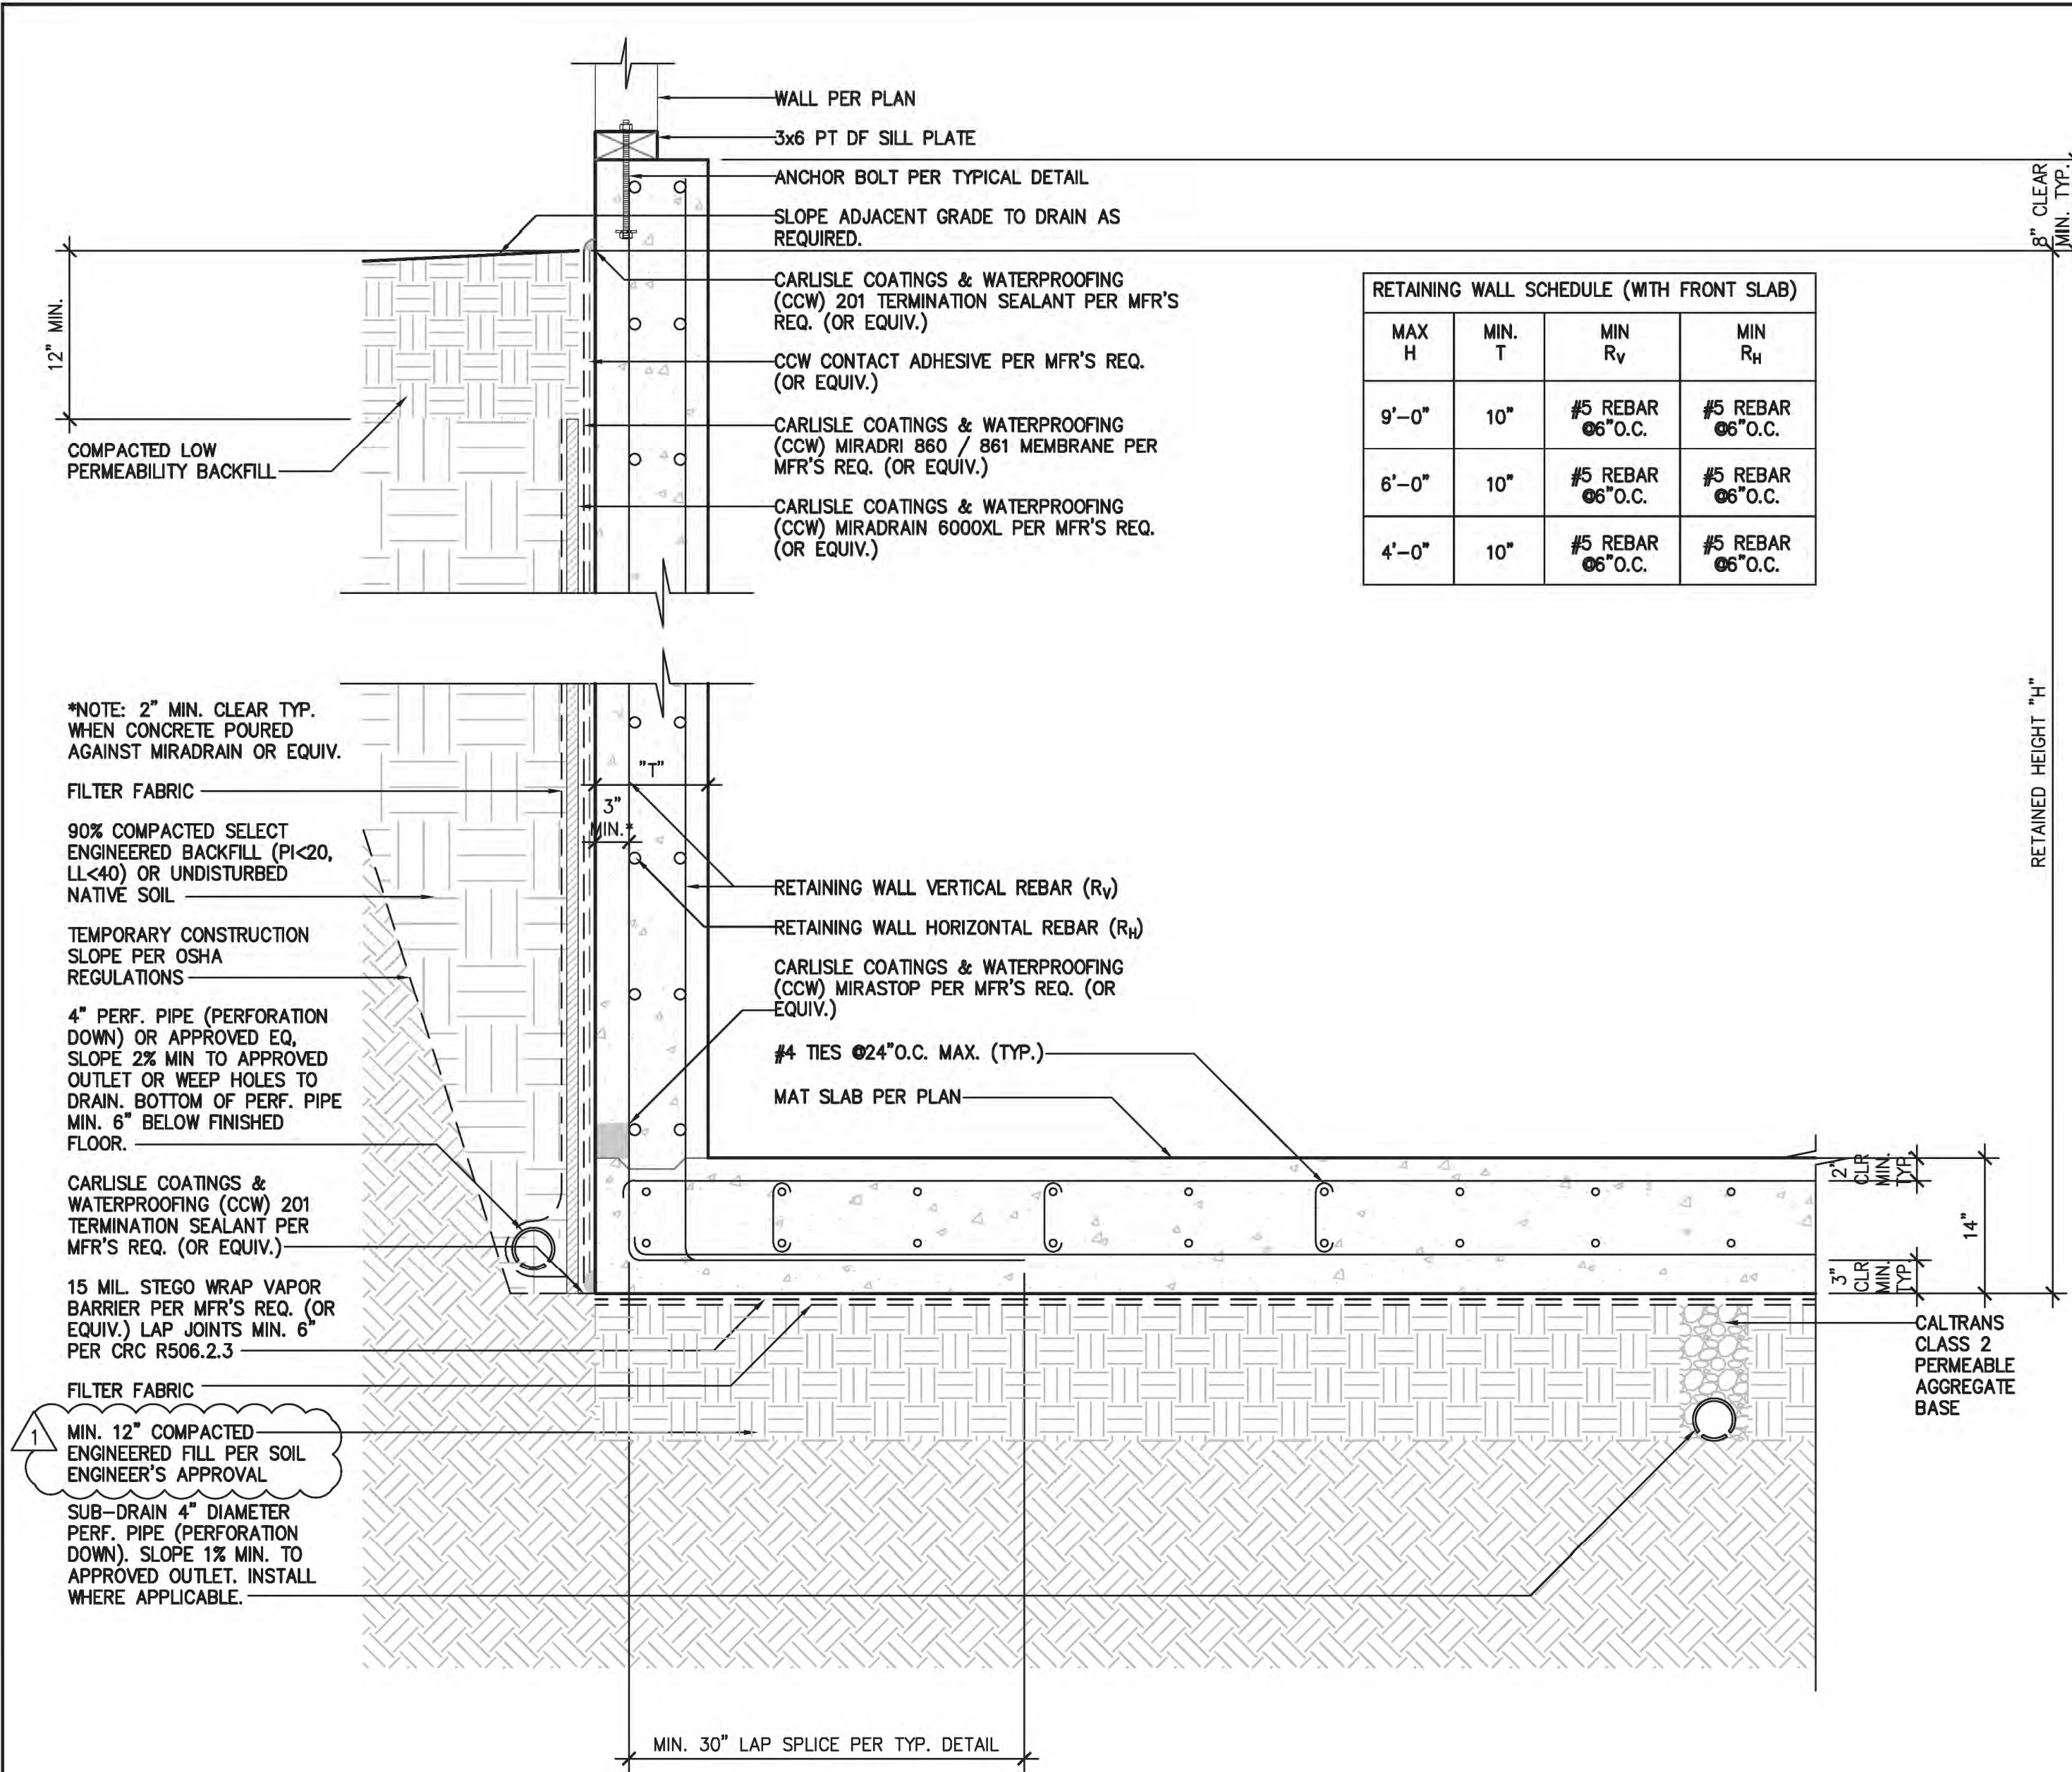 WALL PER PLAN
3x6 PT DF SILL PLATE
ANCHOR BOLT PER TYPICAL DETAIL
SLOPE ADJACENT GRADE TO DRAIN AS
REQUIRED.
CARLISLE COATINGS & WATERPROOFING
(CCW) 201 TERMINATION SEALANT PER MFR'S
REQ. (OR EQUIV.)
CCW CONTACT ADHESIVE PER MFR'S REQ.
(OR EQUIV.)
CARLISLE COATINGS & WATERPROOFING
(CCW) MIRADRI 860 / 861 MEMBRANE PER
MFR'S REQ. (OR EQUIV.)
CARLISLE COATINGS & WATERPROOFING
(CCW) MIRADRAIN 6000XL PER MFR'S REQ.
(OR EQUIV.)
8" CLEAR
MIN. TYP.
RETAINING WALL SCHEDULE (WITH FRONT SLAB)
MAX H MIN. T MIN RV MIN RH
9'-0" 10" #5 REBAR @6"O.C. #5 REBAR @6"O.C.
6'-0" 10" #5 REBAR @6"O.C. #5 REBAR @6"O.C.
4'-0" 10" #5 REBAR @6"O.C. #5 REBAR @6"O.C.
12" MIN.
COMPACTED LOW
PERMEABILITY BACKFILL
*NOTE: 2" MIN. CLEAR TYP.
WHEN CONCRETE POURED
AGAINST MIRADRAIN OR EQUIV.
FILTER FABRIC
90% COMPACTED SELECT
ENGINEERED BACKFILL (PI<20,
LL<40) OR UNDISTURBED
NATIVE SOIL
TEMPORARY CONSTRUCTION
SLOPE PER OSHA
REGULATIONS
4" PERF. PIPE (PERFORATION
DOWN) OR APPROVED EQ,
SLOPE 2% MIN TO APPROVED
OUTLET OR WEEP HOLES TO
DRAIN. BOTTOM OF PERF. PIPE
MIN. 6" BELOW FINISHED
FLOOR.
CARLISLE COATINGS &
WATERPROOFING (CCW) 201
TERMINATION SEALANT PER
MFR'S REQ. (OR EQUIV.)
15 MIL. STEGO WRAP VAPOR
BARRIER PER MFR'S REQ. (OR
EQUIV.) LAP JOINTS MIN. 6"
PER CRC R506.2.3
FILTER FABRIC
1
MIN. 12" COMPACTED
ENGINEERED FILL PER SOIL
ENGINEER'S APPROVAL
SUB-DRAIN 4" DIAMETER
PERF. PIPE (PERFORATION
DOWN). SLOPE 1% MIN. TO
APPROVED OUTLET. INSTALL
WHERE APPLICABLE.
"T"
3"
MIN.*
RETAINING WALL VERTICAL REBAR (RV)
RETAINING WALL HORIZONTAL REBAR (RH)
CARLISLE COATINGS & WATERPROOFING
(CCW) MIRASTOP PER MFR'S REQ. (OR
EQUIV.)
#4 TIES @24"O.C. MAX. (TYP.)
MAT SLAB PER PLAN
RETAINED HEIGHT "H"
2"
CLR
MIN.
TYP.
14"
3"
CLR
MIN.
TYP.
CALTRANS
CLASS 2
PERMEABLE
AGGREGATE
BASE
MIN. 30" LAP SPLICE PER TYP. DETAIL